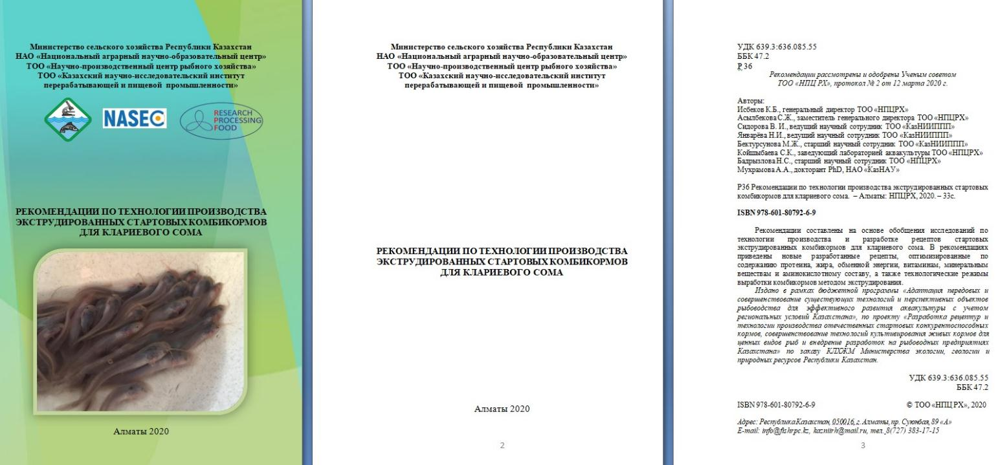 Министерство сельского хозяйства Республики Казахстан
НАО «Национальный аграрный научно-образовательный центр»
ТОО «Научно-производственный центр рыбного хозяйства»
ТОО «Казахский научно-исследовательский институт
перерабатывающей и пищевой промышленности»
NASEC
RESEARCH
PROCESSING
FOOD
РЕКОМЕНДАЦИИ ПО ТЕХНОЛОГИИ ПРОИЗВОДСТВА
ЭКСТРУДИРОВАННЫХ СТАРТОВЫХ КОМБИКОРМОВ
ДЛЯ КЛАРИЕВОГО СОМА
Алматы 2020
Министерство сельского хозяйства Республики Казахстан
НАО «Национальный аграрный научно-образовательный центр»
ТОО «Научно-производственный центр рыбного хозяйства»
ТОО «Казахский научно-исследовательский институт
перерабатывающей и пищевой промышленности»
РЕКОМЕНДАЦИИ ПО ТЕХНОЛОГИИ ПРОИЗВОДСТВА
ЭКСТРУДИРОВАННЫХ СТАРТОВЫХ КОМБИКОРМОВ
ДЛЯ КЛАРИЕВОГО СОМА
Алматы 2020
2
УДК 639.3:636.085.55
ББК 47.2
Р 36
Рекомендации рассмотрены и одобрены Ученым советом
ТОО «НПЦ РХ», протокол № 2 от 12 марта 2020 г.
Авторы:
Исбеков К.Б., генеральный директор ТОО «НПЦРХ»
Асылбекова С.Ж., заместитель генерального директора ТОО «НПЦРХ»
Сидорова В. И., ведущий научный сотрудник ТОО «КазНИИППП»
Январёва Н.И., ведущий научный сотрудник ТОО «КазНИИППП»
Бектурсунова М.Ж., старший научный сотрудник ТОО «КазНИИППП»
Койшыбаева С.К., заведующий лабораторией аквакультуры ТОО «НПЦРХ»
Бадрызлова Н.С., старший научный сотрудник ТОО «НПЦРХ»
Мухрамова А.А., докторант PhD, НАО «КазНАУ»
Р36 Рекомендации по технологии производства экструдированных стартовых
комбикормов для клариевого сома. – Алматы: НПЦРХ, 2020. – 33с.
ISBN 978-601-80792-6-9
Рекомендации составлены на основе обобщения исследований по
технологии производства и разработке рецептов стартовых
экструдированных комбикормов для клариевого сома. В рекомендациях
приведены новые разработанные рецепты, оптимизированные по
содержанию протеина, жира, обменной энергии, витаминам, минеральным
веществам и аминокислотному составу, а также технологические режимы
выработки комбикормов методом экструдирования.
Издано в рамках бюджетной программы «Адаптация передовых и
совершенствование существующих технологий и перспективных объектов
рыбоводства для эффективного развития аквакультуры с учетом
региональных условий Казахстана», по проекту «Разработка рецептур и
технологии производства отечественных стартовых конкурентоспособных
кормов, совершенствование технологий культивирования живых кормов для
ценных видов рыб и внедрение разработок на рыбоводных предприятиях
Казахстана» по заказу КЛХЖМ Министерства экологии, геологии и
природных ресурсов Республики Казахстан.
УДК 639.3:636.085.55
ББК 47.2
ISBN 978-601-80792-6-9 © ТОО «НПЦ РХ», 2020
Адрес: Республика Казахстан, 050016, г. Алматы, пр. Суюнбая, 89 «А»
E-mail: info@fishrpc.kz, kazniirh@mail.ru, тел. 8(727) 383-17-15
3